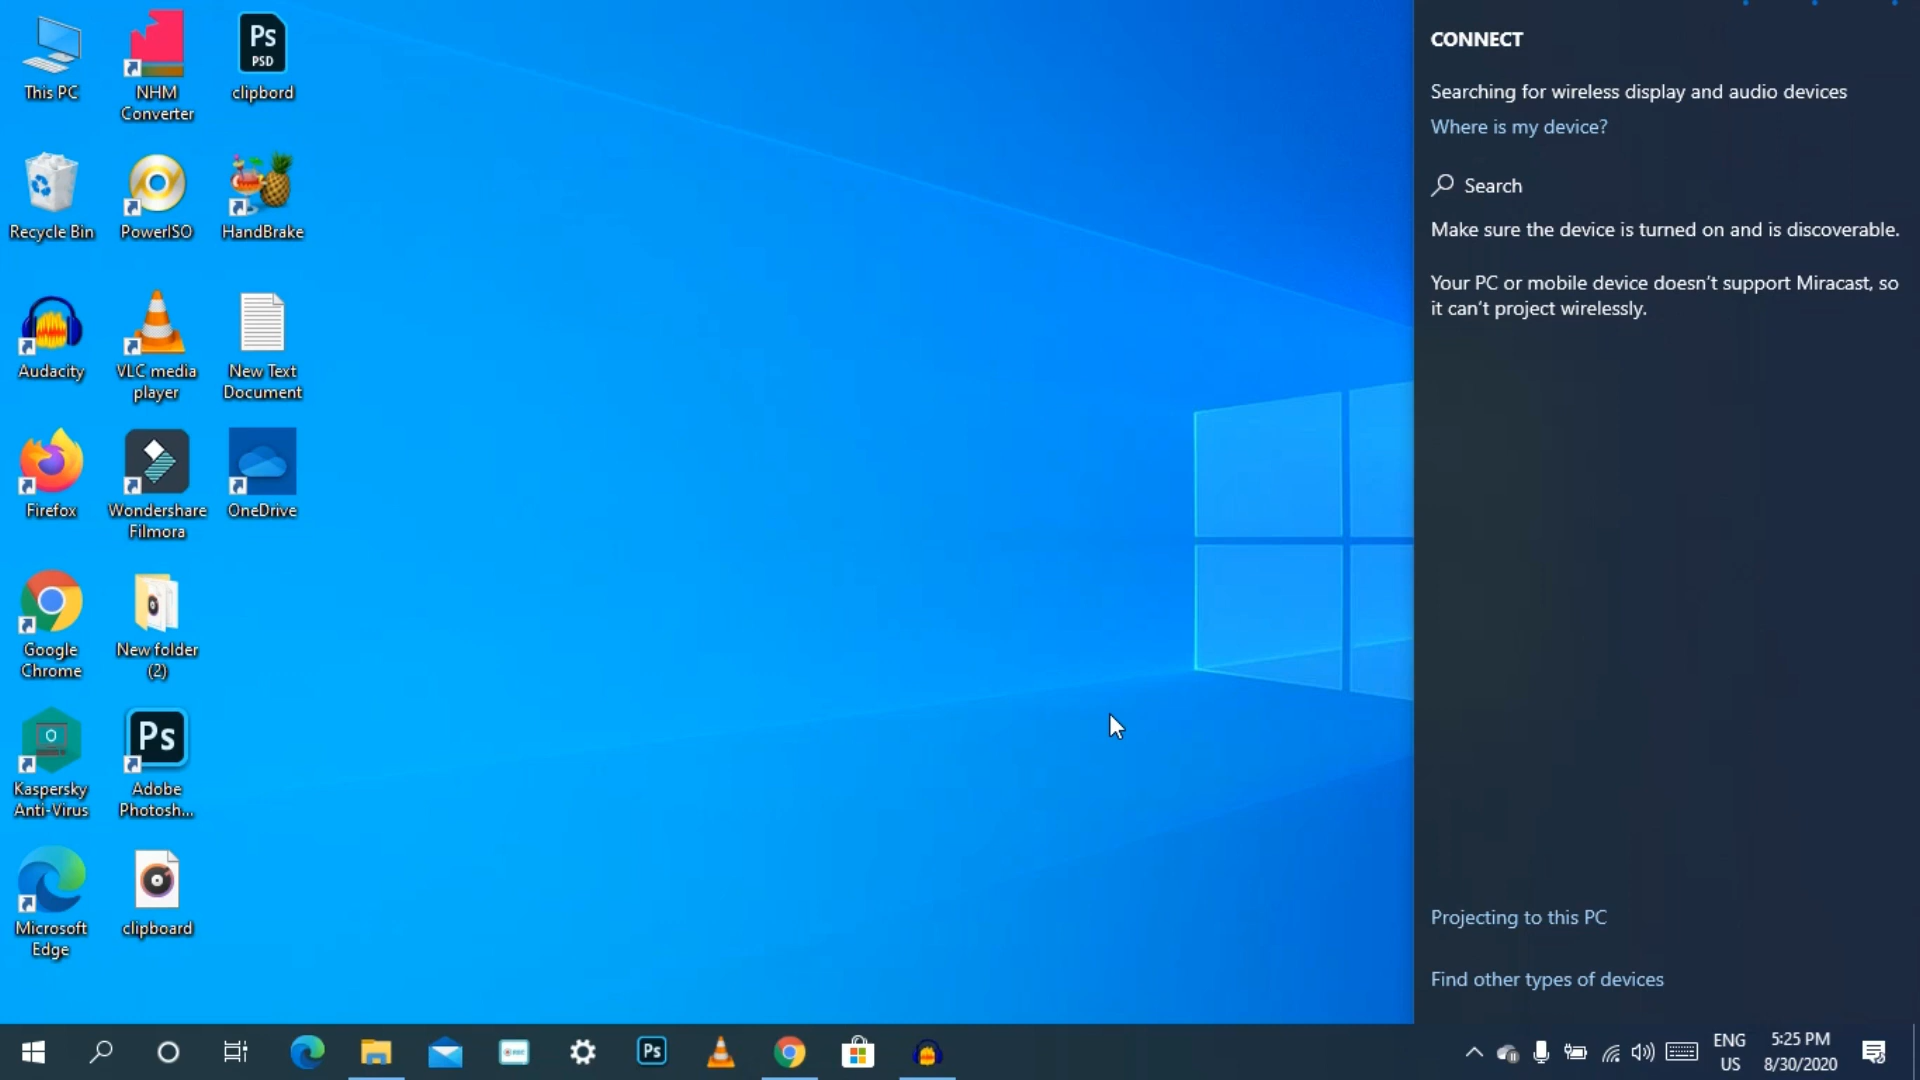 This PC
NHM
Converter
Ps
PSD
clipbord
Recycle Bin
PowerISO
HandBrake
Audacity
VLC media
player
New Text
Document
Firefox
Wondershare
Filmora
OneDrive
Google
Chrome
New folder
(2)
Kaspersky
Anti-Virus
Ps
Adobe
Photosh...
Microsoft
Edge
clipboard
CONNECT
Searching for wireless display and audio devices
Where is my device?
Search
Make sure the device is turned on and is discoverable.
Your PC or mobile device doesn't support Miracast, so
it can't project wirelessly.
Projecting to this PC
Find other types of devices
Ps
ENG
US
5:25 PM
8/30/2020